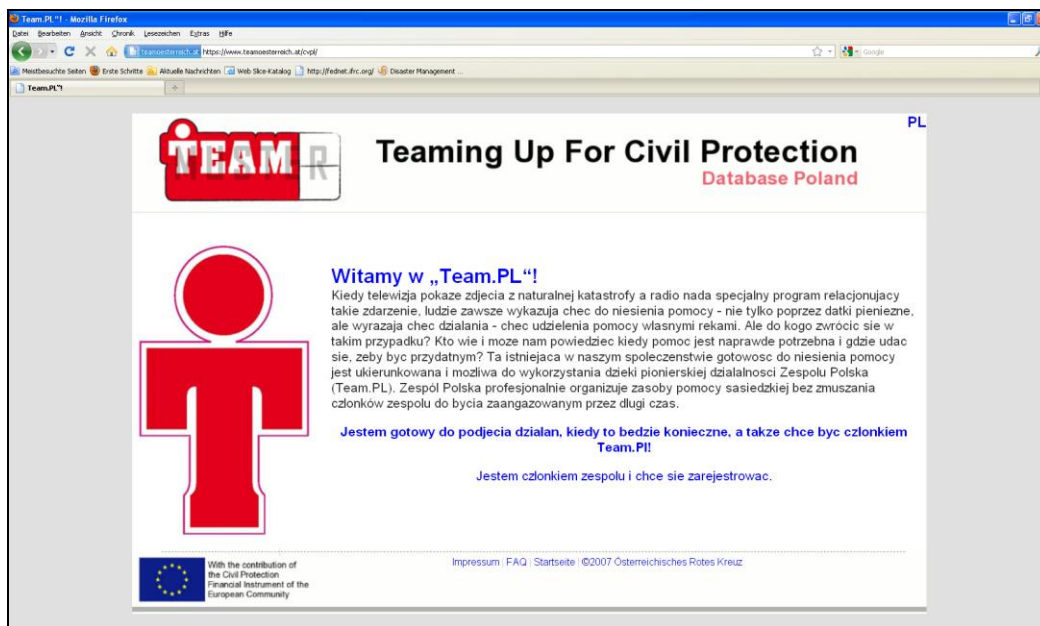 Team.PL"! - Mozilla Firefox
Datei Bearbeiten Ansicht Chronik Lesezeichen Extras Hilfe
teamoesterreich.at https://www.teamoesterreich.at/cvpl/
Google
Meistbesuchte Seiten Erste Schritte Aktuelle Nachrichten Web Slice-Katalog http://fednet.ifrc.org/ Disaster Management ...
Team.PL"!
PL
TEAM
R
Teaming Up For Civil Protection
Database Poland
Witamy w „Team.PL“!
Kiedy telewizja pokaze zdjecia z naturalnej katastrofy a radio nada specjalny program relacjonujacy
takie zdarzenie, ludzie zawsze wykazuja chec do niesienia pomocy - nie tylko poprzez datki pieniezne,
ale wyrazaja chec dzialania - chec udzielenia pomocy wlasnymi rekami. Ale do kogo zwrócic sie w
takim przypadku? Kto wie i moze nam powiedziec kiedy pomoc jest naprawde potrzebna i gdzie udac
sie, zeby byc przydatnym? Ta istniejaca w naszym spoleczenstwie gotowosc do niesienia pomocy
jest ukierunkowana i mozliwa do wykorzystania dzieki pionierskiej dzialalnosci Zespolu Polska
(Team.PL). Zespól Polska profesjonalnie organizuje zasoby pomocy sasiedzkiej bez zmuszania
czlonków zespolu do bycia zaangazowanym przez dlugi czas.
Jestem gotowy do podjecia dzialan, kiedy to bedzie konieczne, a takze chce byc czlonkiem
Team.Pl!
Jestem czlonkiem zespolu i chce sie zarejestrowac.
With the contribution of
the Civil Protection
Financial Instrument of the
European Community
Impressum | FAQ | Startseite | ©2007 Österreichisches Rotes Kreuz